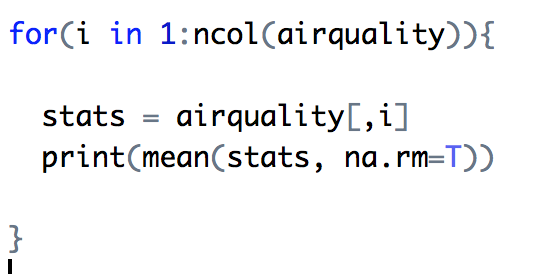 for(i in 1:ncol(airquality)){
stats = airquality[,i]
print(mean(stats, na.rm=T))
}